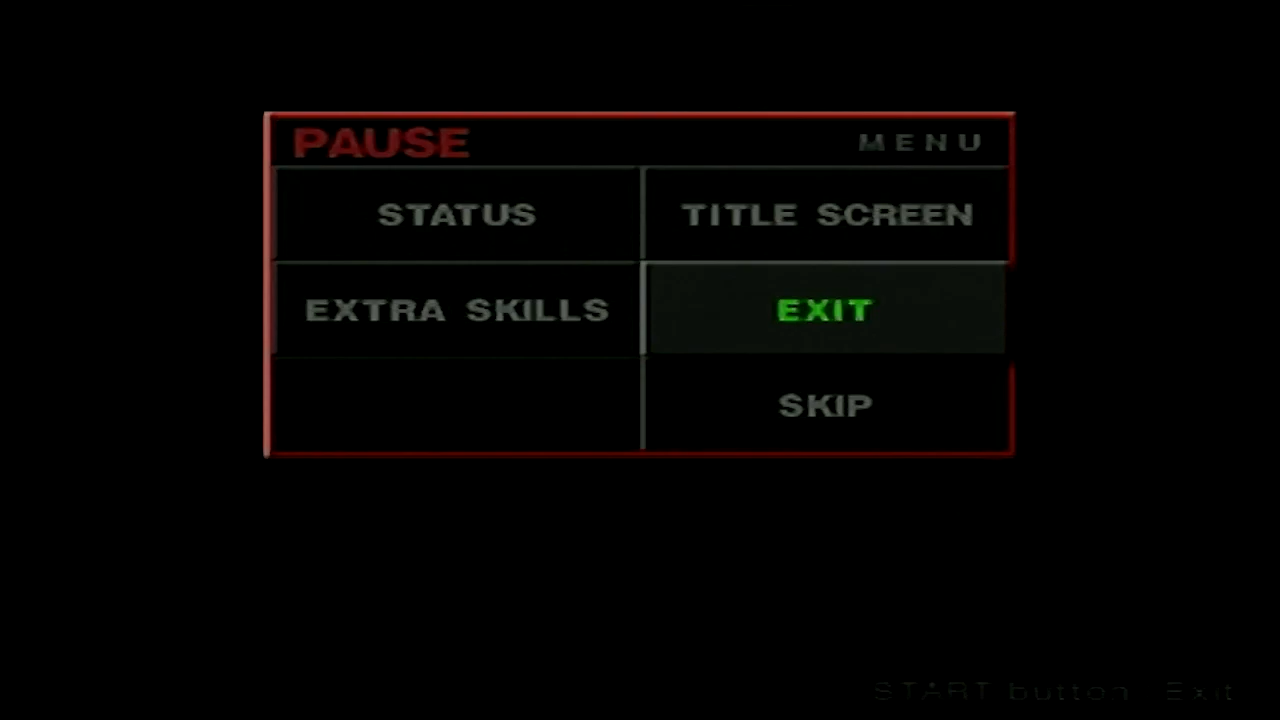 PAUSE MENU
STATUS TITLE SCREEN
EXTRA SKILLS EXIT
SKIP
START button Exit